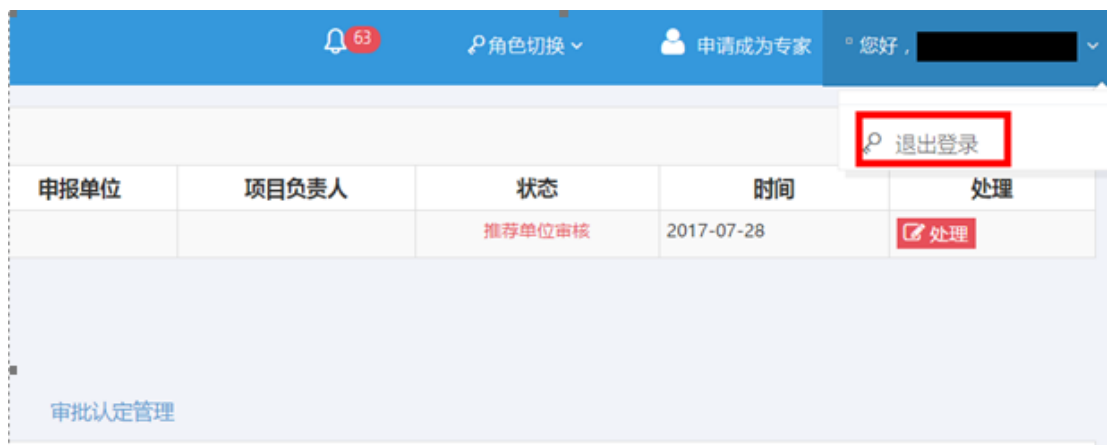 63 角色切换 申请成为专家 您好，
退出登录
申报单位 项目负责人 状态 时间 处理
推荐单位审核 2017-07-28 处理
审批认定管理